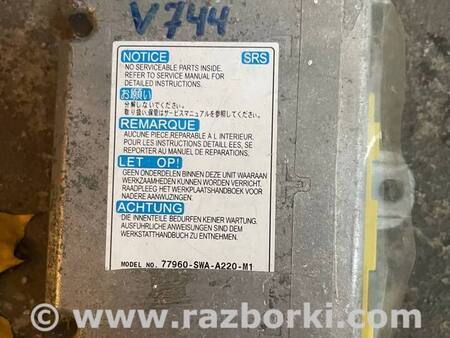 V744
NOTICE SRS
NO SERVICEABLE PARTS INSIDE.
REFER TO SERVICE MANUAL FOR
DETAILED INSTRUCTIONS.
お願い
分解しないでください。
取り扱い、保管はサービスマニュアルを参照してください。
REMARQUE
AUCUNE PIECE,REPARABLE A L INTERIEUR.
POUR LES INSTRUCTIONS DETAILL EES, SE
REPORTER AU MANUEL DE REPARATIONS.
LET OP!
GEEN ONDERDELEN BINNEN DEZE UNIT WAARAAN
WERKZAAMHEDEN KUNNEN WORDEN VERRICHT.
RAADPLEEG HET WERKPLAATSHANDBOEK VOOR
NADERE AANWIJZINGEN.
ACHTUNG
DIE INNENTEILE BEDURFEN KEINER WARTUNG.
AUSFUHRLICHE ANWEISUNGEN SIND DEM
WERKSTATTHANDBUCH ZU ENTNEHMEN.
MODEL NO. 77960-SWA-A220-M1
www.razborki.com